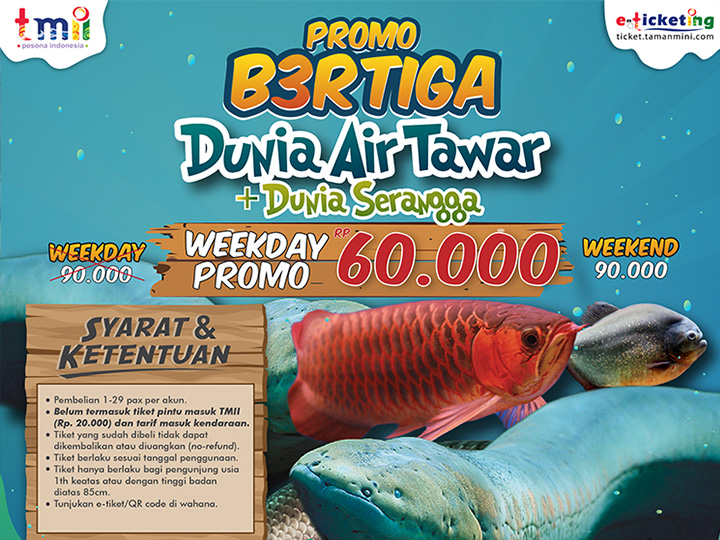 tmii
pesona indonesia
e-ticketing
ticket.tamanmini.com
PROMO
B3RTIGA
DUNIA AIR TAWAR
+ DUNIA SERANGGA
WEEKDAY
90.000
WEEKDAY
PROMO
RP
60.000
WEEKEND
90.000
SYARAT &
KETENTUAN
• Pembelian 1-29 pax per akun.
• Belum termasuk tiket pintu masuk TMII
(Rp. 20.000) dan tarif masuk kendaraan.
• Tiket yang sudah dibeli tidak dapat
dikembalikan atau diuangkan (no-refund).
• Tiket berlaku sesuai tanggal penggunaan.
• Tiket hanya berlaku bagi pengunjung usia
1th keatas atau dengan tinggi badan
diatas 85cm.
• Tunjukan e-tiket/QR code di wahana.